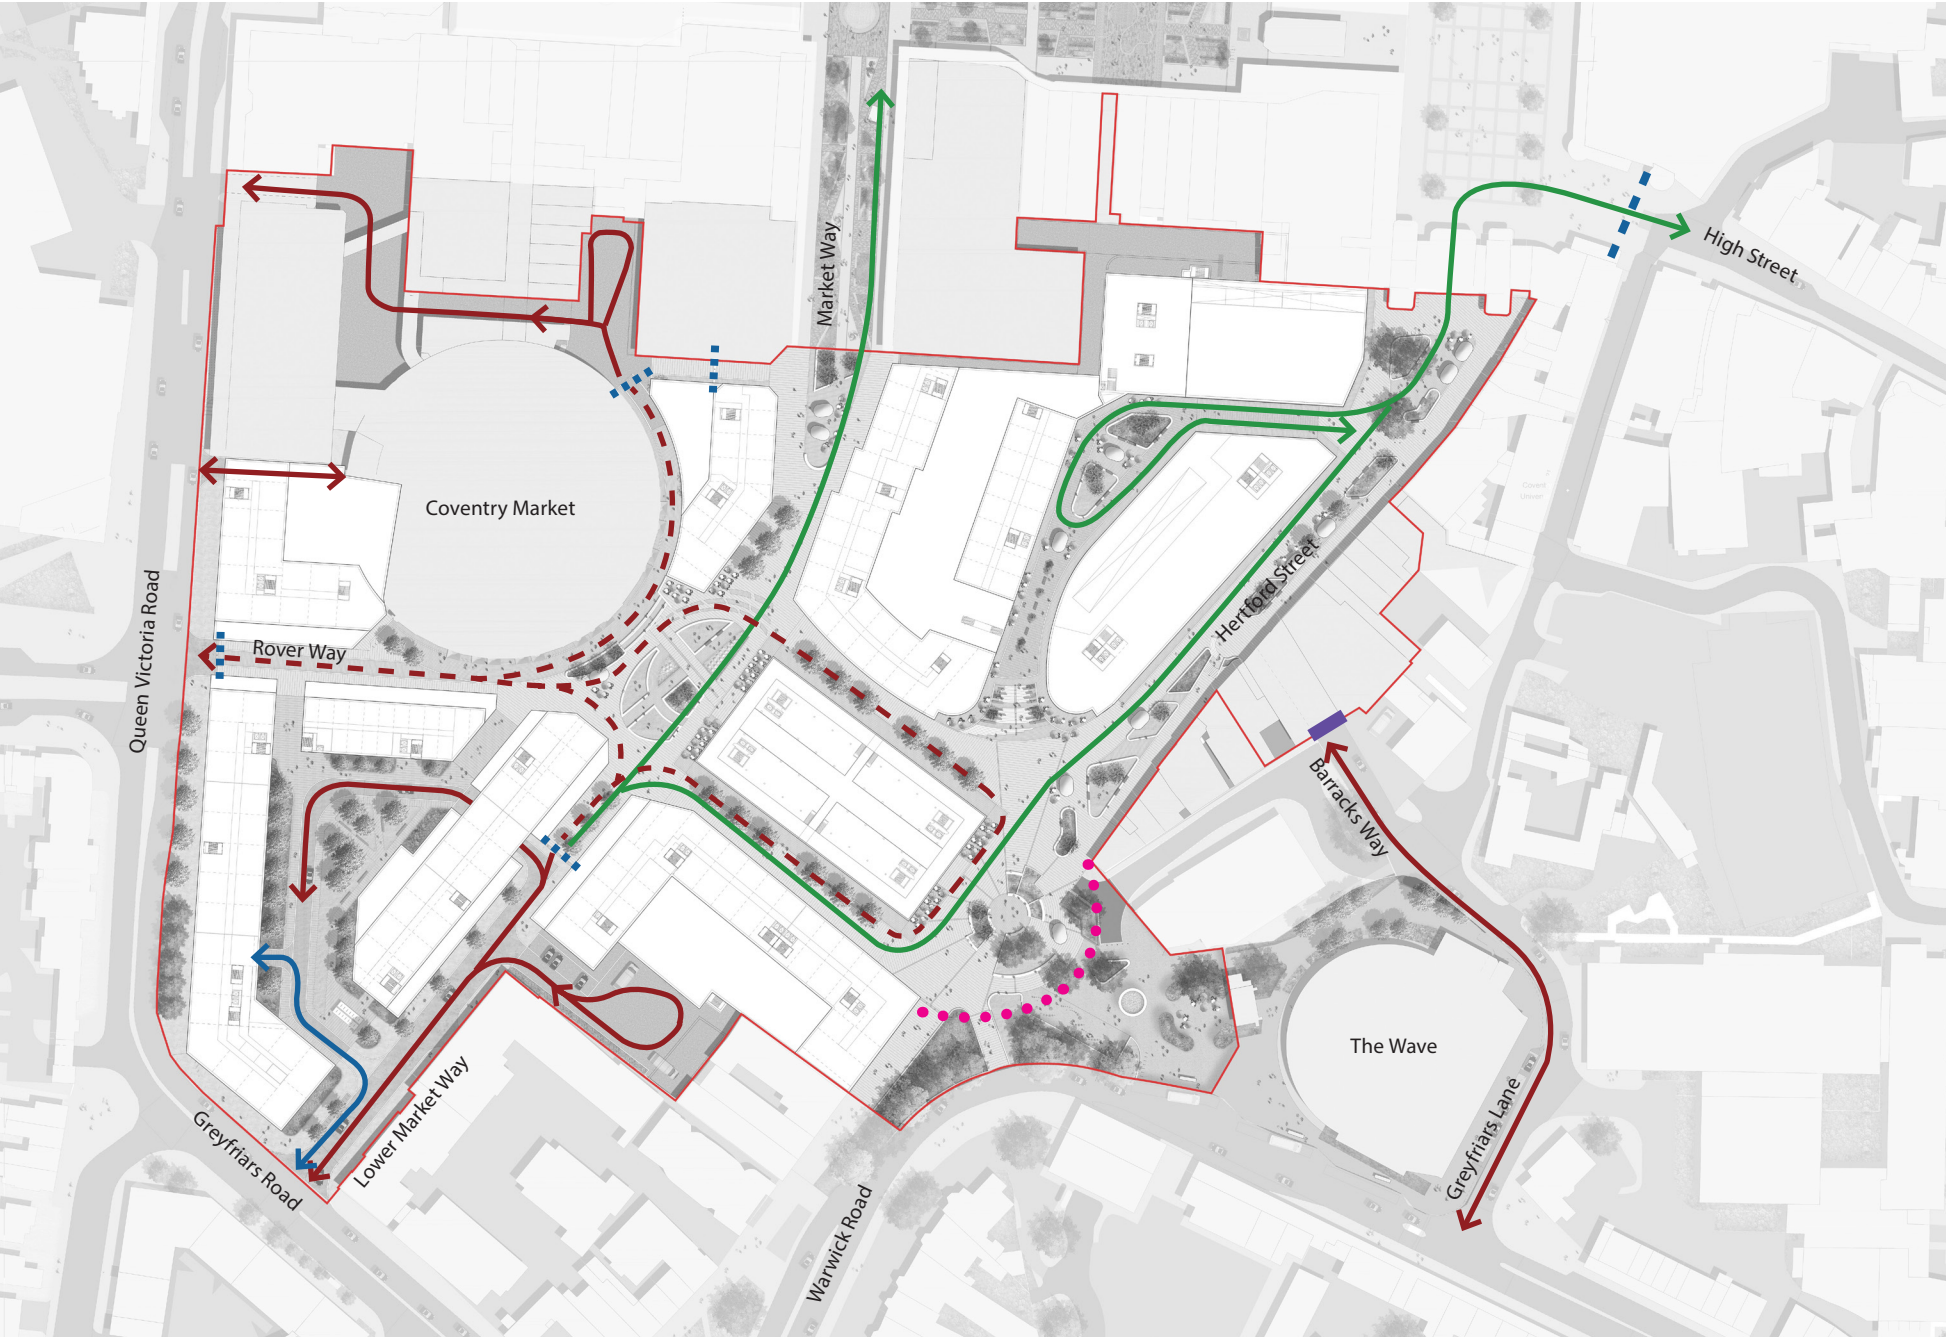 Market Way
High Street
Coventry Market
Hertford Street
Queen Victoria Road
Rover Way
Barracks Way
The Wave
Greyfriars Lane
Lower Market Way
Greyfriars Road
Warwick Road